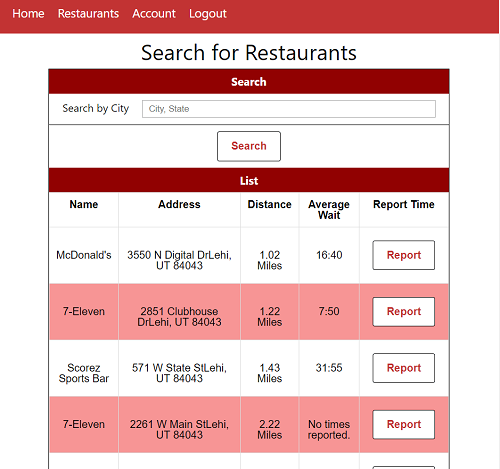 Home Restaurants Account Logout
Search for Restaurants
Search
Search by City City, State
Search
List
Name Address Distance Average Wait Report Time
McDonald's 3550 N Digital DrLehi, UT 84043 1.02 Miles 16:40 Report
7-Eleven 2851 Clubhouse DrLehi, UT 84043 1.22 Miles 7:50 Report
Scorez Sports Bar 571 W State StLehi, UT 84043 1.43 Miles 31:55 Report
7-Eleven 2261 W Main StLehi, UT 84043 2.22 Miles No times reported. Report